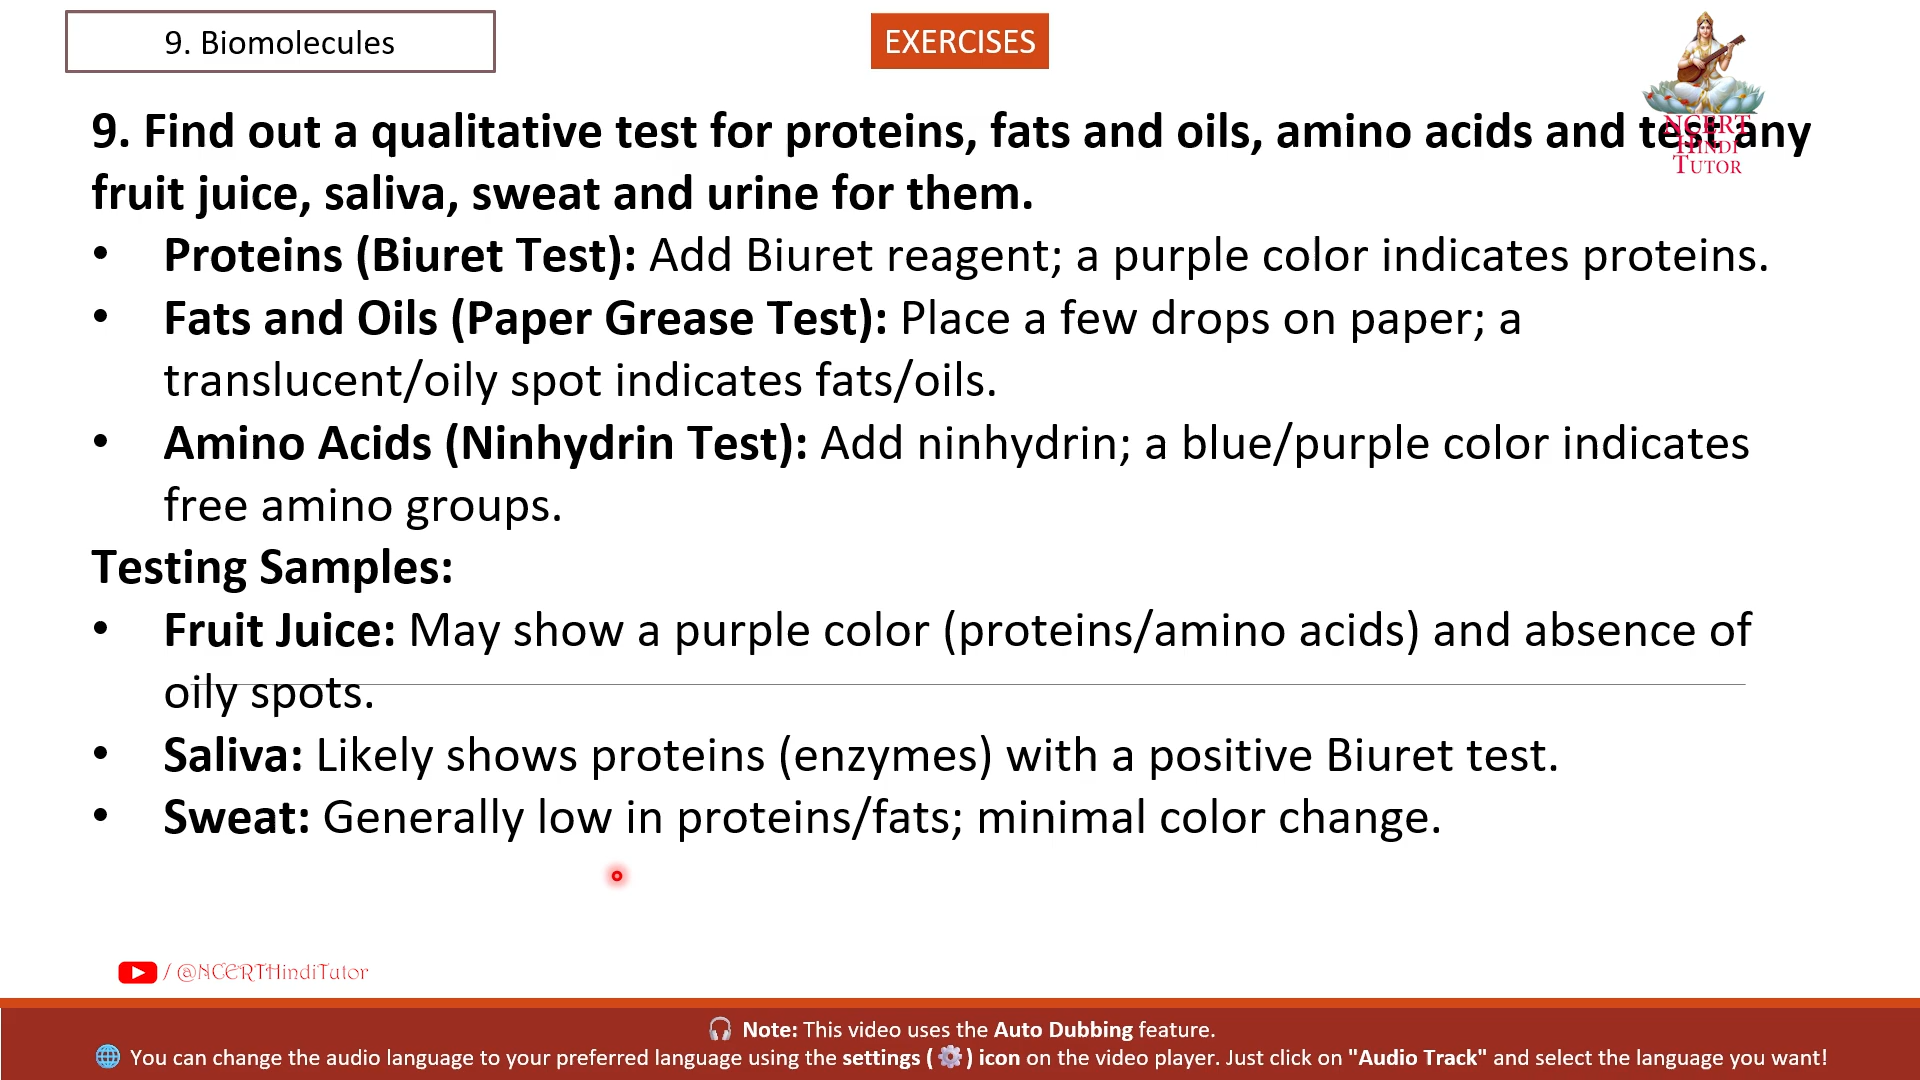 9. Biomolecules
EXERCISES
NCERT
HINDI
TUTOR
9. Find out a qualitative test for proteins, fats and oils, amino acids and test any
fruit juice, saliva, sweat and urine for them.
• Proteins (Biuret Test): Add Biuret reagent; a purple color indicates proteins.
• Fats and Oils (Paper Grease Test): Place a few drops on paper; a
translucent/oily spot indicates fats/oils.
• Amino Acids (Ninhydrin Test): Add ninhydrin; a blue/purple color indicates
free amino groups.
Testing Samples:
• Fruit Juice: May show a purple color (proteins/amino acids) and absence of
oily spots.
• Saliva: Likely shows proteins (enzymes) with a positive Biuret test.
• Sweat: Generally low in proteins/fats; minimal color change.
/ @NCERTHindiTutor
Note: This video uses the Auto Dubbing feature.
You can change the audio language to your preferred language using the settings ( ) icon on the video player. Just click on "Audio Track" and select the language you want!